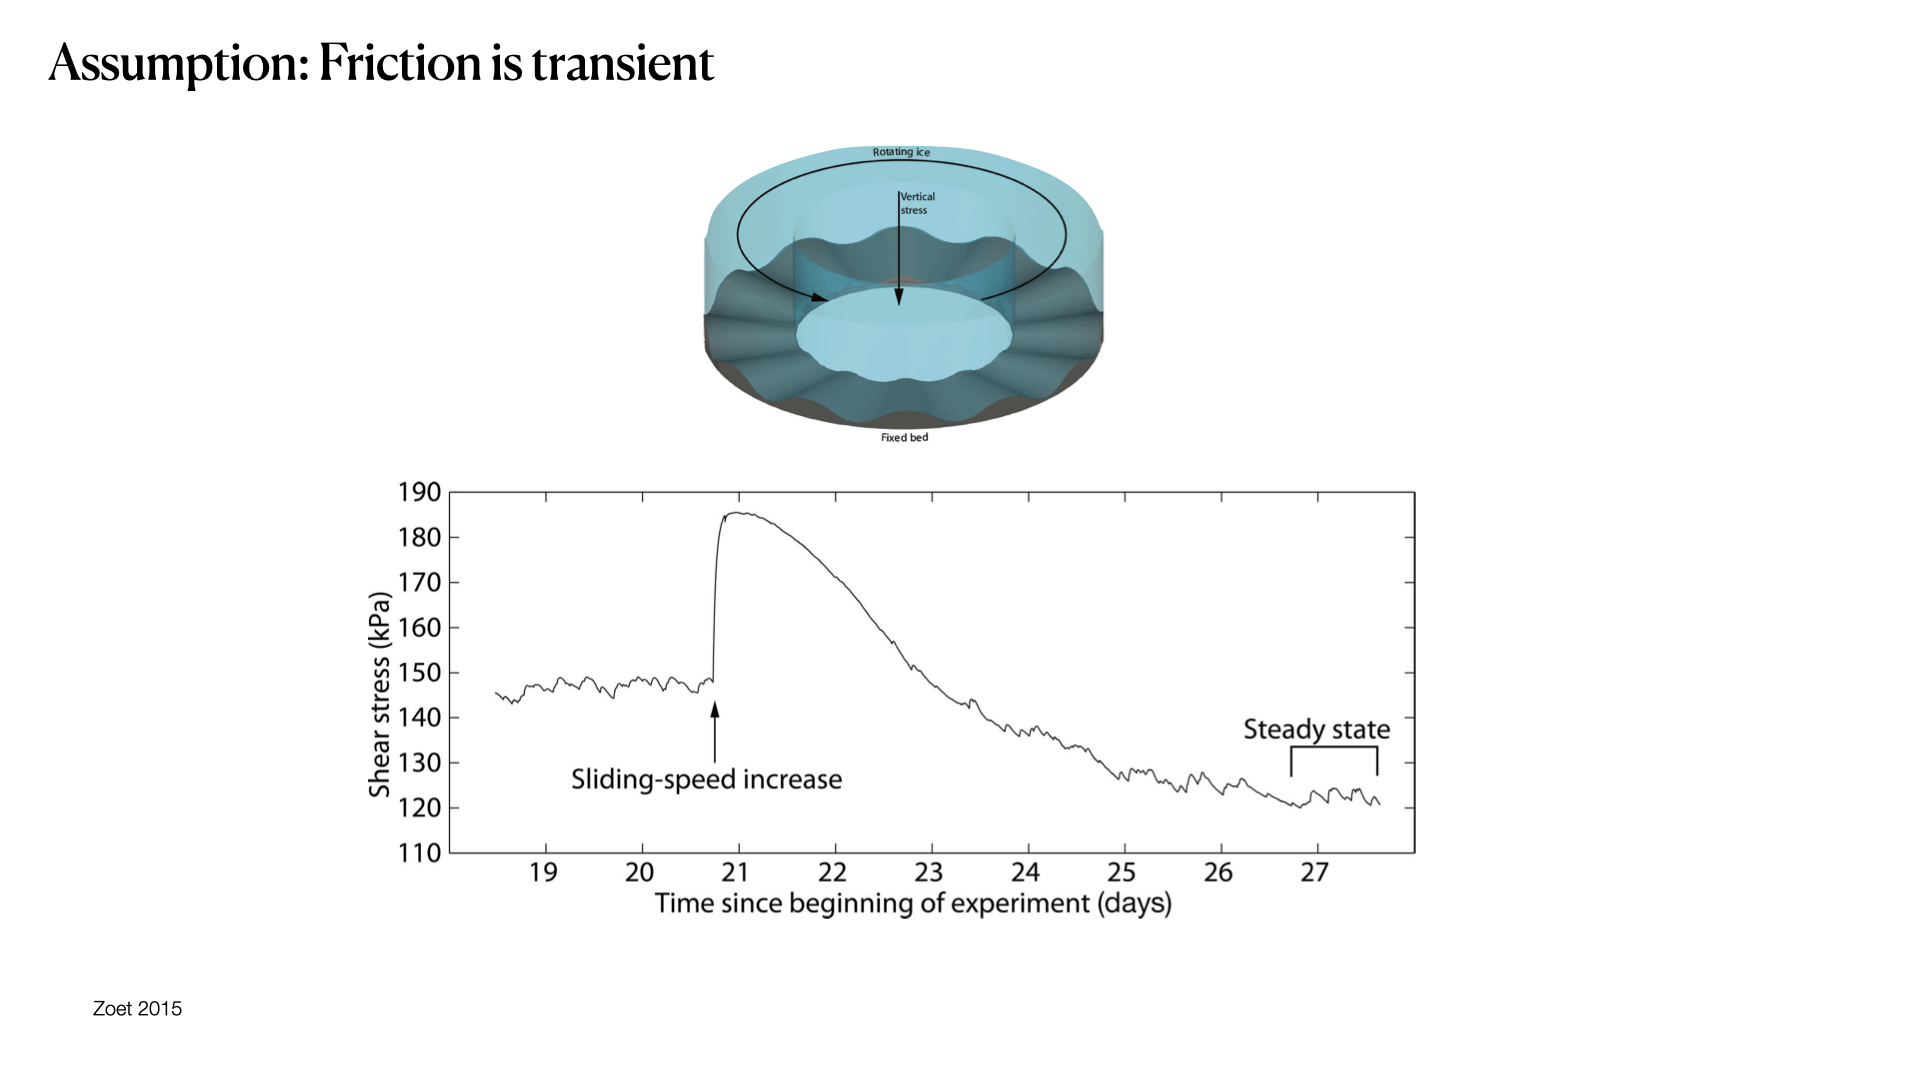 Assumption: Friction is transient
Rotating ice
Vertical
stress
Fixed bed
190
180
170
160
150
140
130
120
110
Shear stress (kPa)
Sliding-speed increase
Steady state
19 20 21 22 23 24 25 26 27
Time since beginning of experiment (days)
Zoet 2015